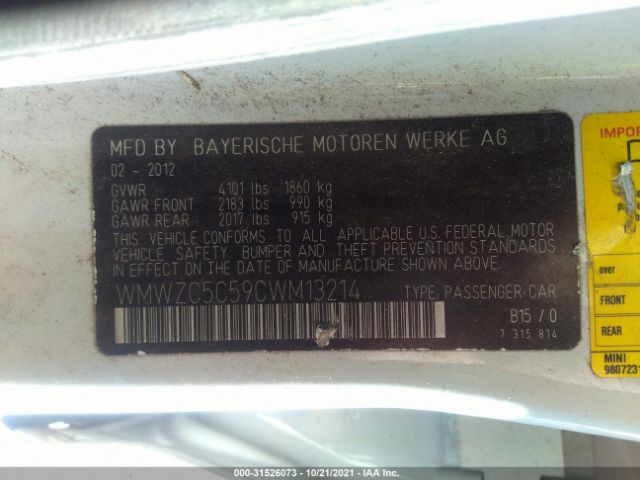 MFD BY BAYERISCHE MOTOREN WERKE AG
02 - 2012
GVWR 4101 lbs 1860 kg
GAWR FRONT 2183 lbs 990 kg
GAWR REAR 2017 lbs 915 kg
THIS VEHICLE CONFORMS TO ALL APPLICABLE U.S. FEDERAL MOTOR
VEHICLE SAFETY, BUMPER, AND THEFT PREVENTION STANDARDS
IN EFFECT ON THE DATE OF MANUFACTURE SHOWN ABOVE.
WMWZC5C59CWM13214 TYPE: PASSENGER-CAR
B15 / 0
7 315 814
over
FRONT
REAR
MINI
000-31526073 - 10/21/2021 - IAA Inc.